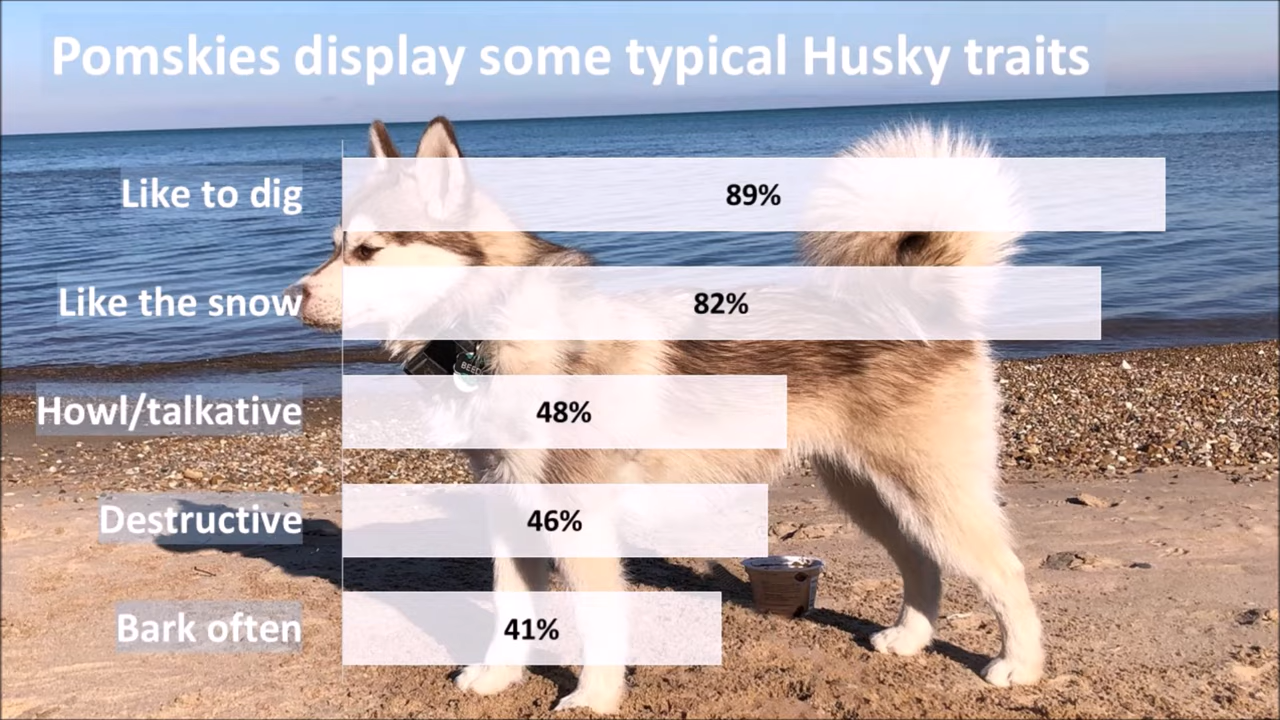 Pomskies display some typical Husky traits
Like to dig 89%
Like the snow 82%
Howl/talkative 48%
Destructive 46%
Bark often 41%